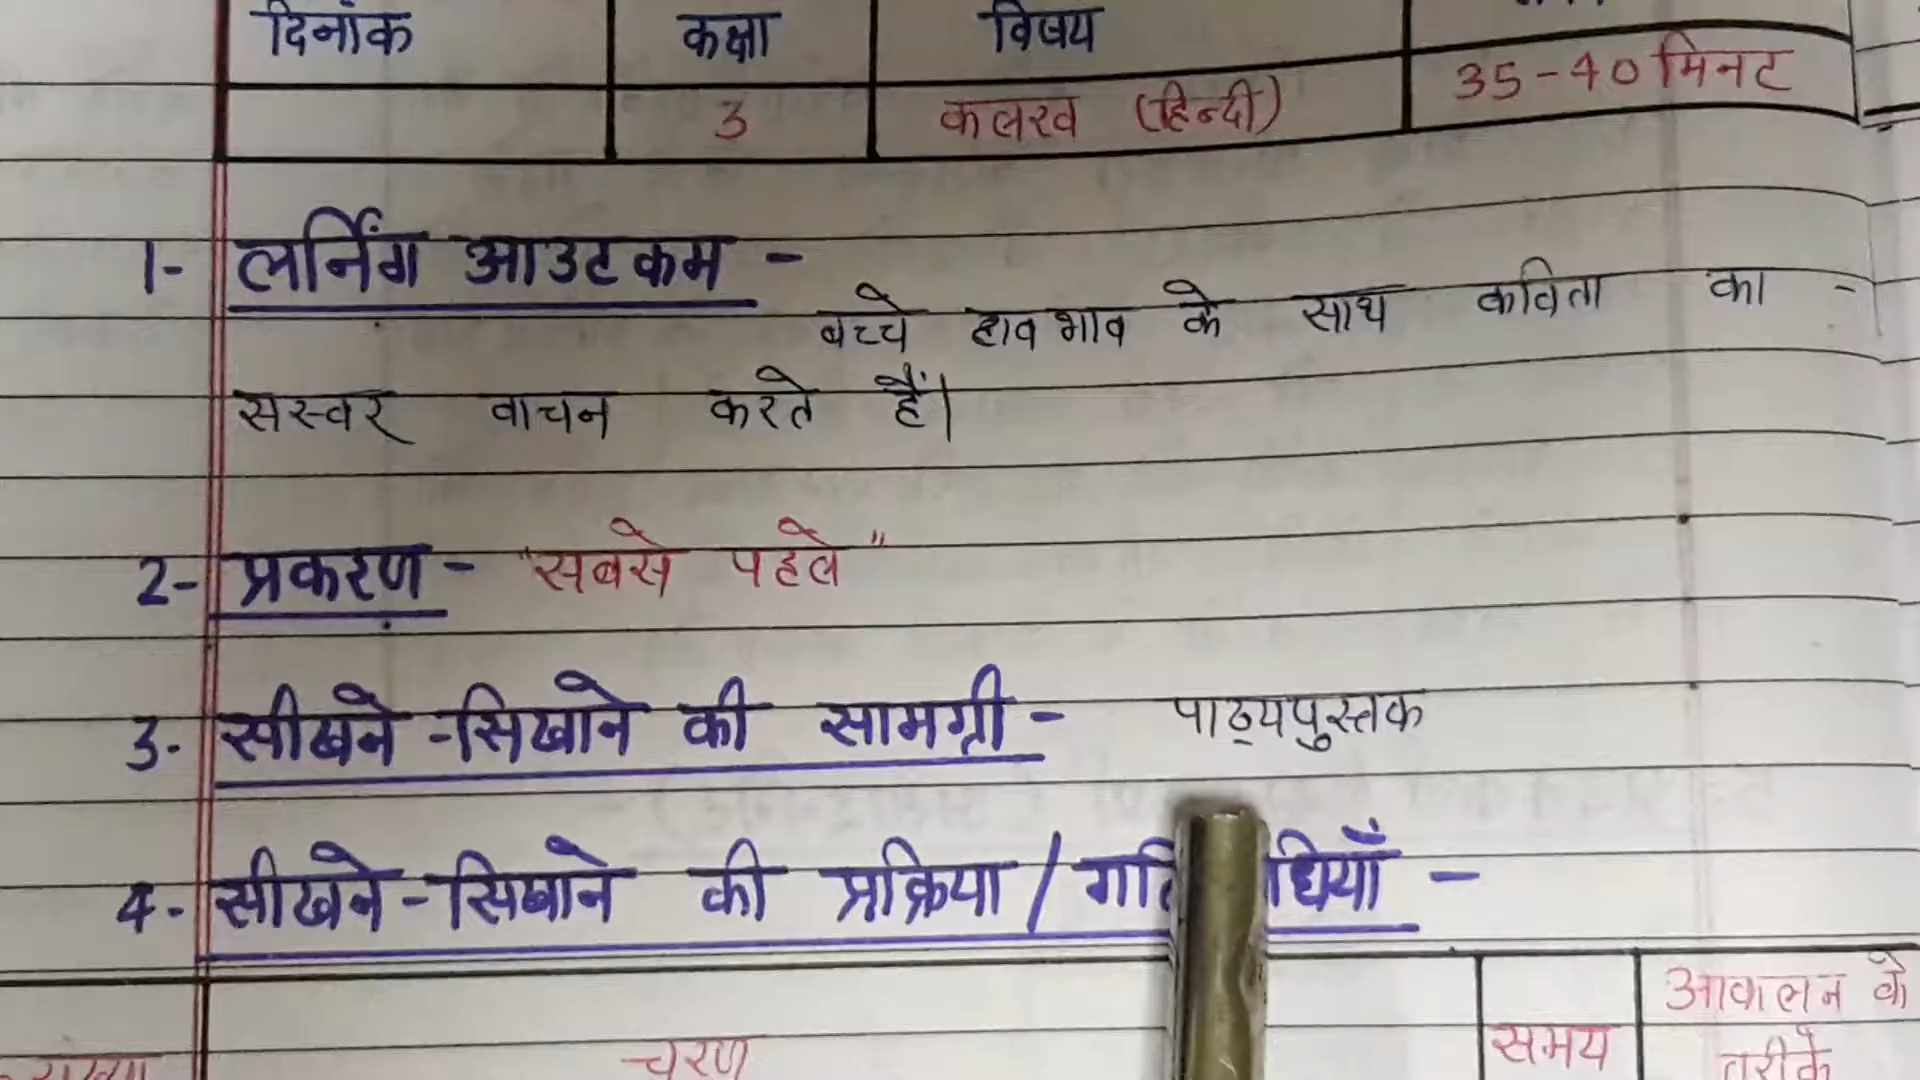 दिनांक कक्षा विषय
3 कलरव (हिन्दी) 35-40 मिनट
1- लर्निंग आउटकम -
बच्चे हावभाव के साथ कविता का -
सस्वर वाचन करते हैं।
2- प्रकरण - "सबसे पहले"
3- सीखने-सिखाने की सामग्री - पाठ्यपुस्तक
4- सीखने-सिखाने की प्रक्रिया /
चरण समय आकलन के
तरीके